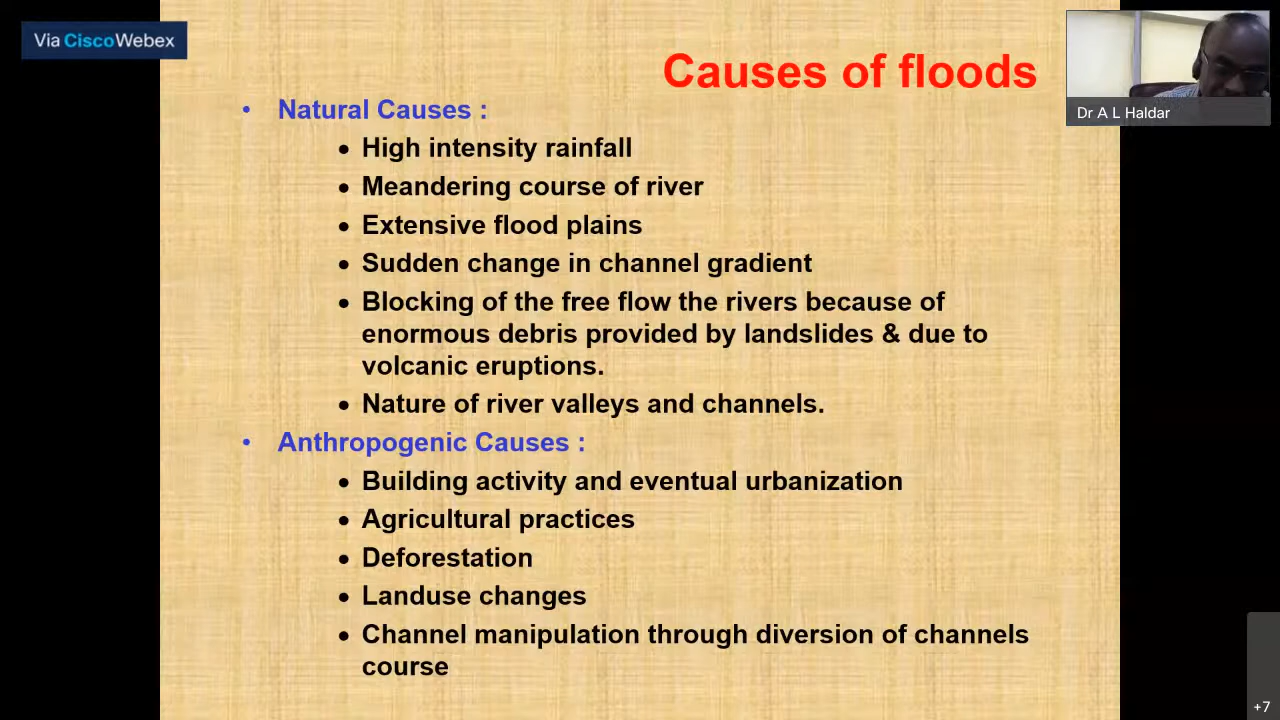 Via CiscoWebex
Causes of floods
Dr A L Haldar
• Natural Causes :
• High intensity rainfall
• Meandering course of river
• Extensive flood plains
• Sudden change in channel gradient
• Blocking of the free flow the rivers because of
enormous debris provided by landslides & due to
volcanic eruptions.
• Nature of river valleys and channels.
• Anthropogenic Causes :
• Building activity and eventual urbanization
• Agricultural practices
• Deforestation
• Landuse changes
• Channel manipulation through diversion of channels
course
+7